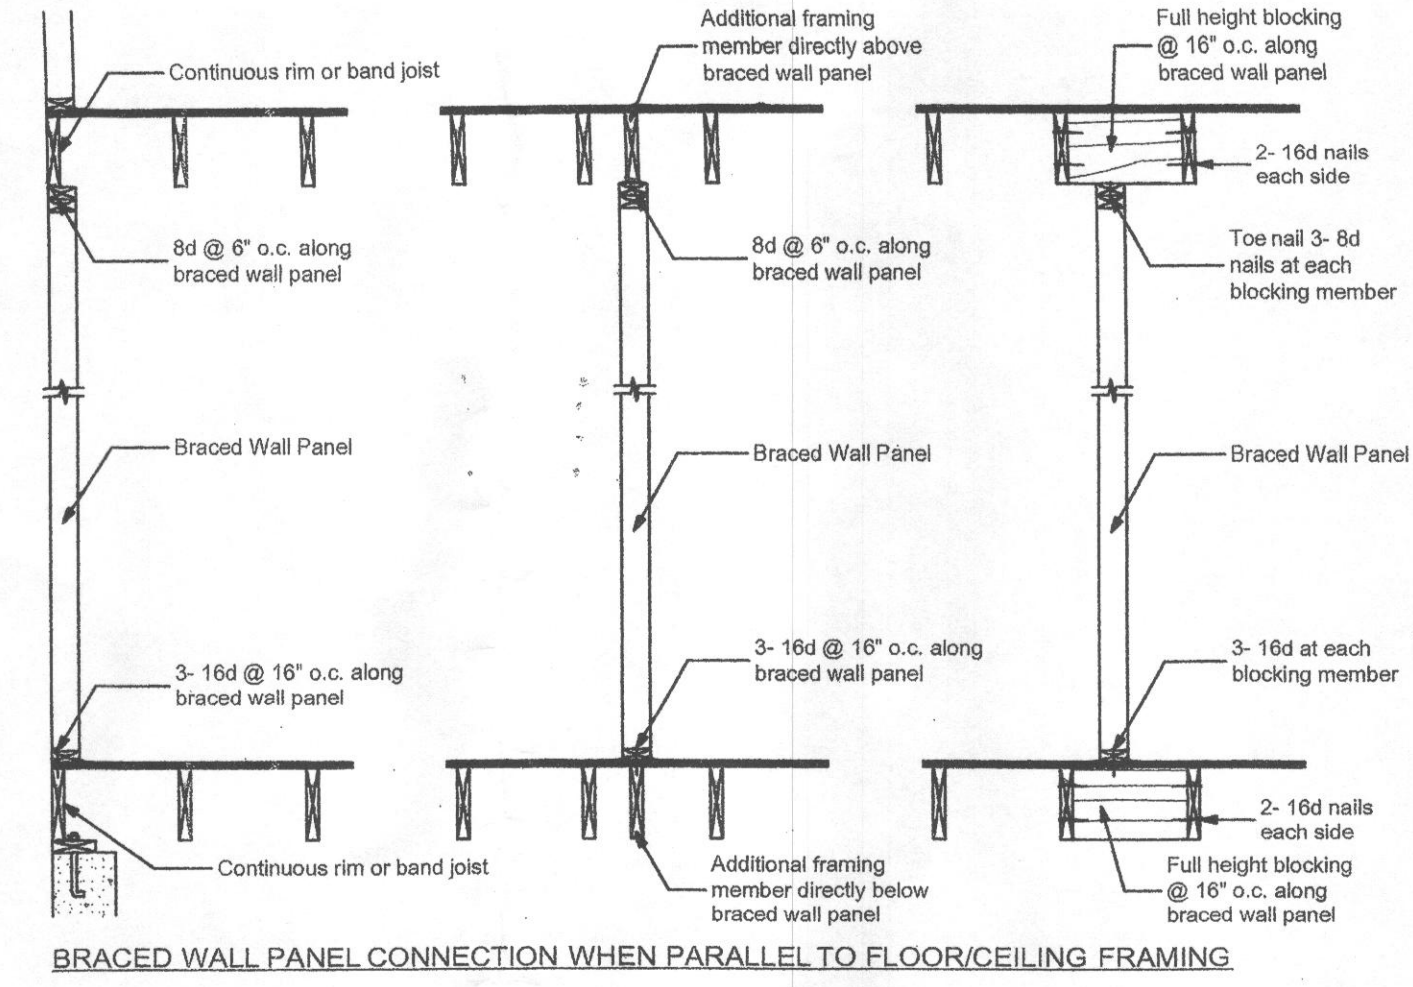 Continuous rim or band joist
8d @ 6" o.c. along
braced wall panel
Braced Wall Panel
3- 16d @ 16" o.c. along
braced wall panel
Continuous rim or band joist
Additional framing
member directly above
braced wall panel
8d @ 6" o.c. along
braced wall panel
Braced Wall Panel
3- 16d @ 16" o.c. along
braced wall panel
Additional framing
member directly below
braced wall panel
Full height blocking
@ 16" o.c. along
braced wall panel
2- 16d nails
each side
Toe nail 3- 8d
nails at each
blocking member
Braced Wall Panel
3- 16d at each
blocking member
2- 16d nails
each side
Full height blocking
@ 16" o.c. along
braced wall panel
BRACED WALL PANEL CONNECTION WHEN PARALLEL TO FLOOR/CEILING FRAMING